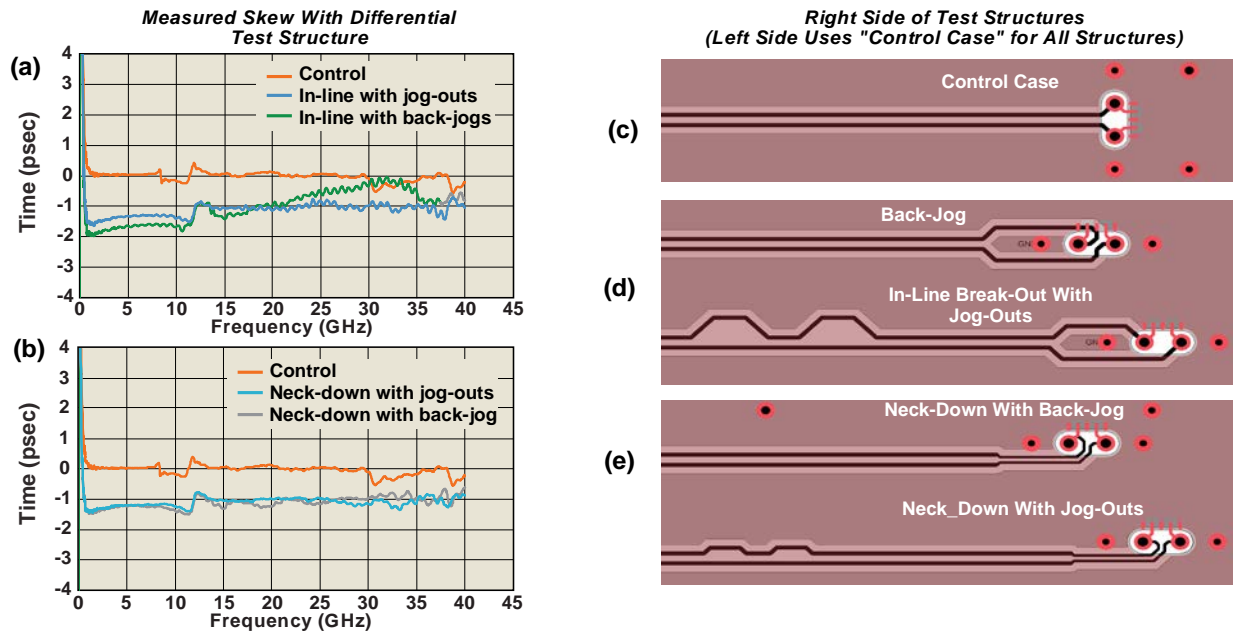 Measured Skew With Differential
Test Structure
(a)
4
3
2
1
0
-1
-2
-3
-4
Time (psec)
Control
In-line with jog-outs
In-line with back-jogs
0 5 10 15 20 25 30 35 40 45
Frequency (GHz)
(b)
4
3
2
1
0
-1
-2
-3
-4
Time (psec)
Control
Neck-down with jog-outs
Neck-down with back-jog
0 5 10 15 20 25 30 35 40 45
Frequency (GHz)
Right Side of Test Structures
(Left Side Uses "Control Case" for All Structures)
(c)
Control Case
(d)
Back-Jog
GN
In-Line Break-Out With
Jog-Outs
GN
(e)
Neck-Down With Back-Jog
Neck_Down With Jog-Outs